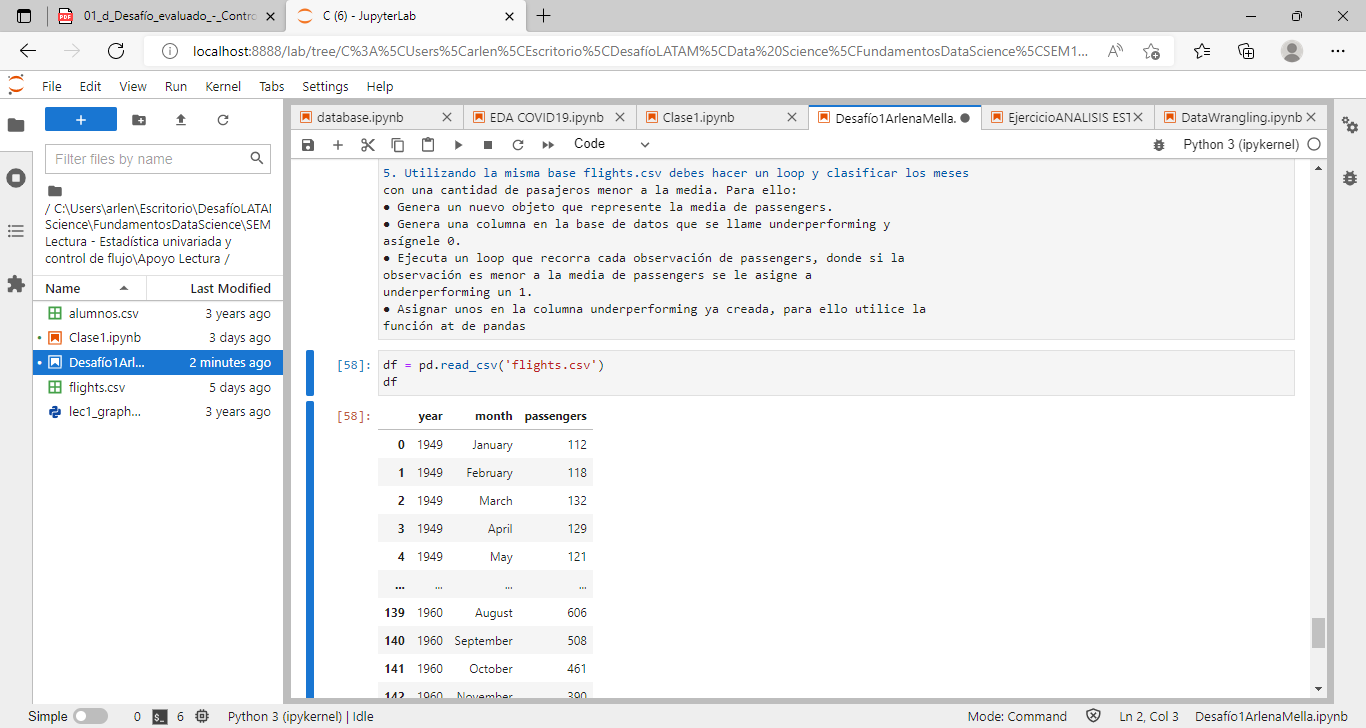 01_d_Desafío_evaluado_-_Contro
C (6) - JupyterLab
localhost:8888/lab/tree/C%3A%5CUsers%5Carlen%5CEscritorio%5CDesafíoLATAM%5CData%20Science%5CFundamentosDataScience%5CSEM1...
File Edit View Run Kernel Tabs Settings Help
Filter files by name
/ C:\Users\arlen\Escritorio\DesafíoLATAM
Science\FundamentosDataScience\SEM
Lectura - Estadística univariada y
control de flujo\Apoyo Lectura /
Name Last Modified
alumnos.csv 3 years ago
Clase1.ipynb 3 days ago
Desafío1Arl... 2 minutes ago
flights.csv 5 days ago
lec1_graph... 3 years ago
database.ipynb EDA COVID19.ipynb Clase1.ipynb Desafío1ArlenaMella. EjercicioANALISIS EST DataWrangling.ipynb
Code Python 3 (ipykernel)
5. Utilizando la misma base flights.csv debes hacer un loop y clasificar los meses
con una cantidad de pasajeros menor a la media. Para ello:
● Genera un nuevo objeto que represente la media de passengers.
● Genera una columna en la base de datos que se llame underperforming y
asígnele 0.
● Ejecuta un loop que recorra cada observación de passengers, donde si la
observación es menor a la media de passengers se le asigne a
underperforming un 1.
● Asignar unos en la columna underperforming ya creada, para ello utilice la
función at de pandas
[58]: df = pd.read_csv('flights.csv')
df
[58]: year month passengers
0 1949 January 112
1 1949 February 118
2 1949 March 132
3 1949 April 129
4 1949 May 121
... ... ... ...
139 1960 August 606
140 1960 September 508
141 1960 October 461
142 1960 November 390
Simple 0 6 Python 3 (ipykernel) | Idle Mode: Command Ln 2, Col 3 Desafío1ArlenaMella.ipynb